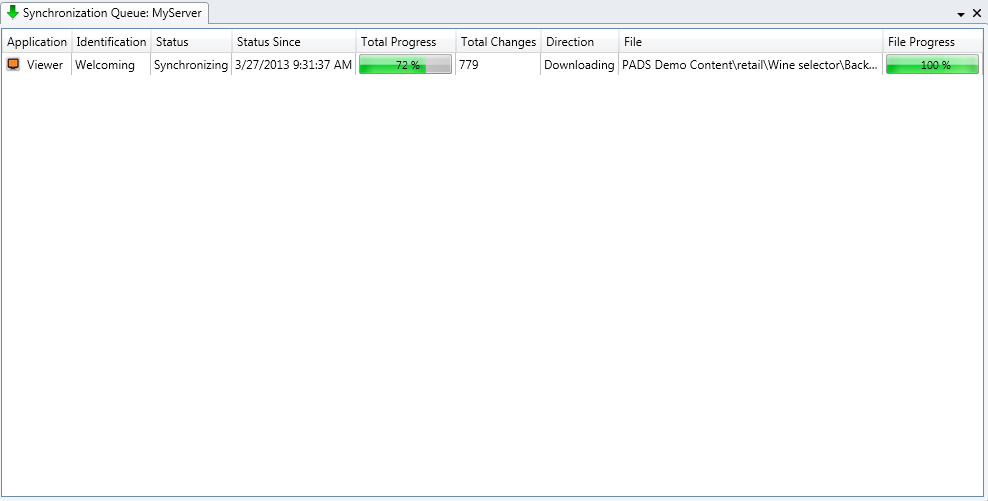 Synchronization Queue: MyServer
Application Identification Status Status Since Total Progress Total Changes Direction File File Progress
Viewer Welcoming Synchronizing 3/27/2013 9:31:37 AM 72 % 779 Downloading PADS Demo Content\retail\Wine selector\Back... 100 %